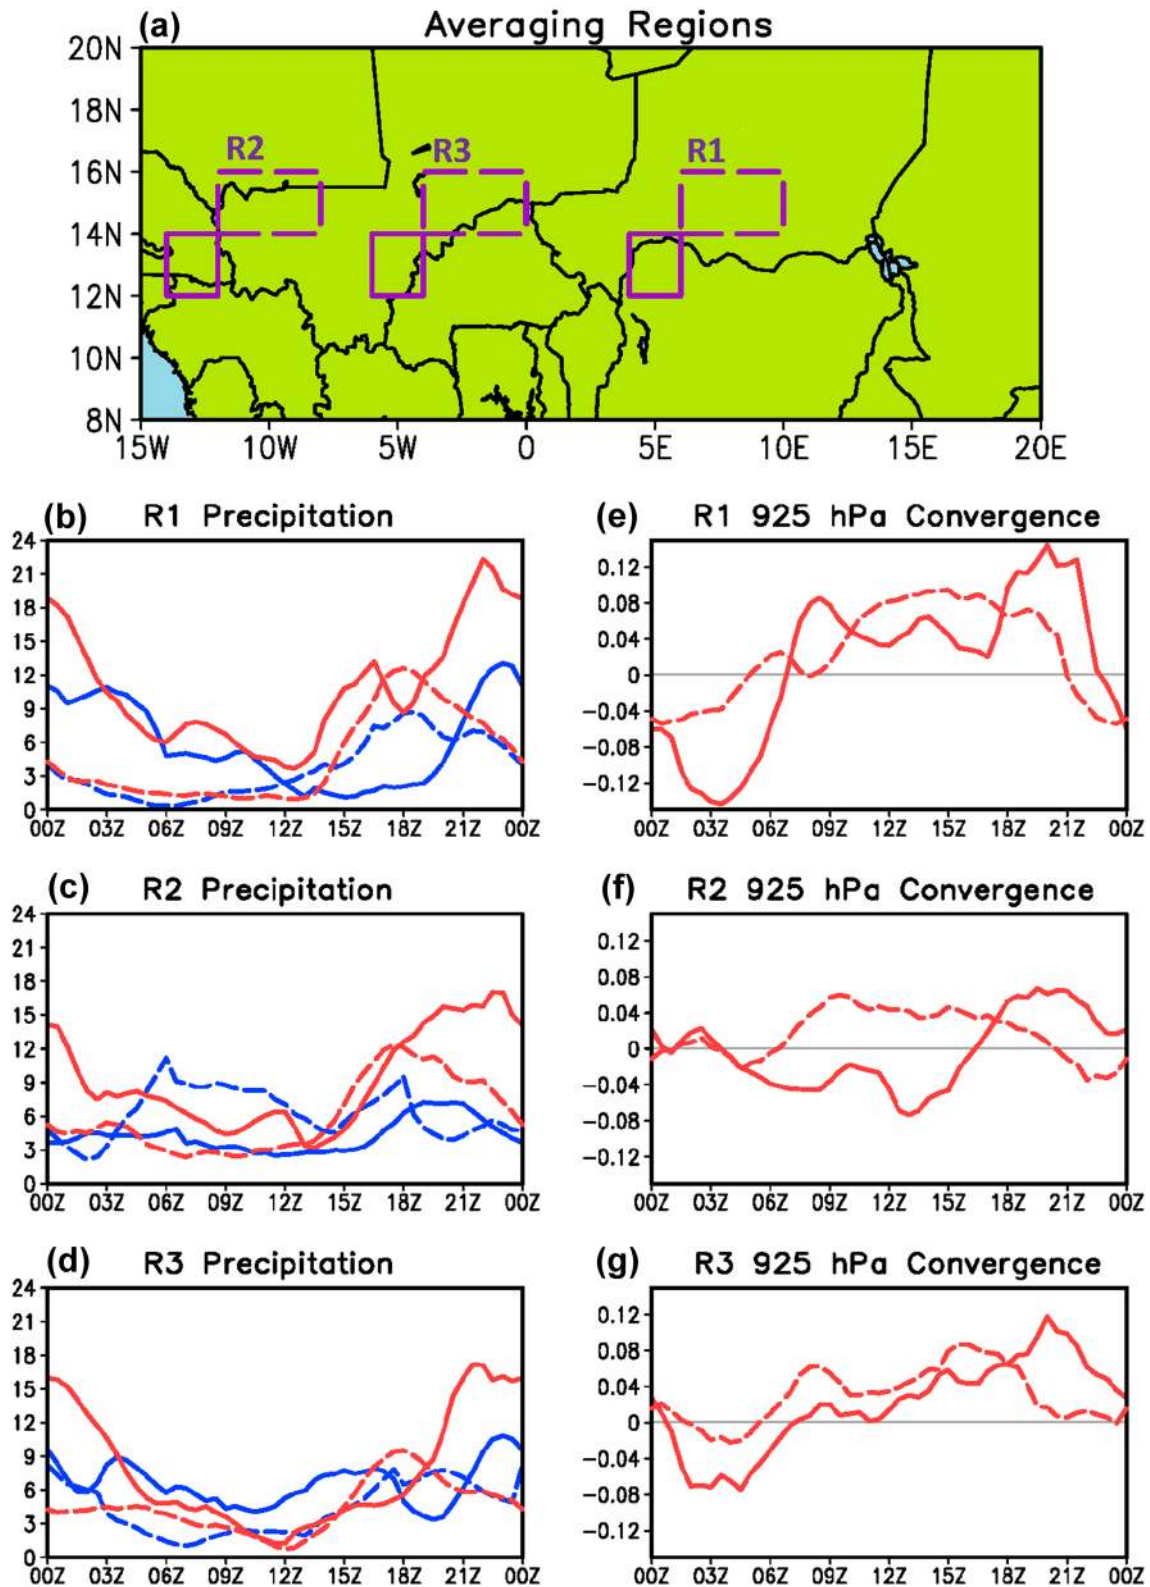 (a) Averaging Regions
20N
18N
16N
14N
12N
10N
8N
R2 R3 R1
15W 10W 5W 0 5E 10E 15E 20E
(b) R1 Precipitation
24
21
18
15
12
9
6
3
0
00Z 03Z 06Z 09Z 12Z 15Z 18Z 21Z 00Z
(e) R1 925 hPa Convergence
0.12
0.08
0.04
0
-0.04
-0.08
-0.12
00Z 03Z 06Z 09Z 12Z 15Z 18Z 21Z 00Z
(c) R2 Precipitation
24
21
18
15
12
9
6
3
0
00Z 03Z 06Z 09Z 12Z 15Z 18Z 21Z 00Z
(f) R2 925 hPa Convergence
0.12
0.08
0.04
0
-0.04
-0.08
-0.12
00Z 03Z 06Z 09Z 12Z 15Z 18Z 21Z 00Z
(d) R3 Precipitation
24
21
18
15
12
9
6
3
0
00Z 03Z 06Z 09Z 12Z 15Z 18Z 21Z 00Z
(g) R3 925 hPa Convergence
0.12
0.08
0.04
0
-0.04
-0.08
-0.12
00Z 03Z 06Z 09Z 12Z 15Z 18Z 21Z 00Z